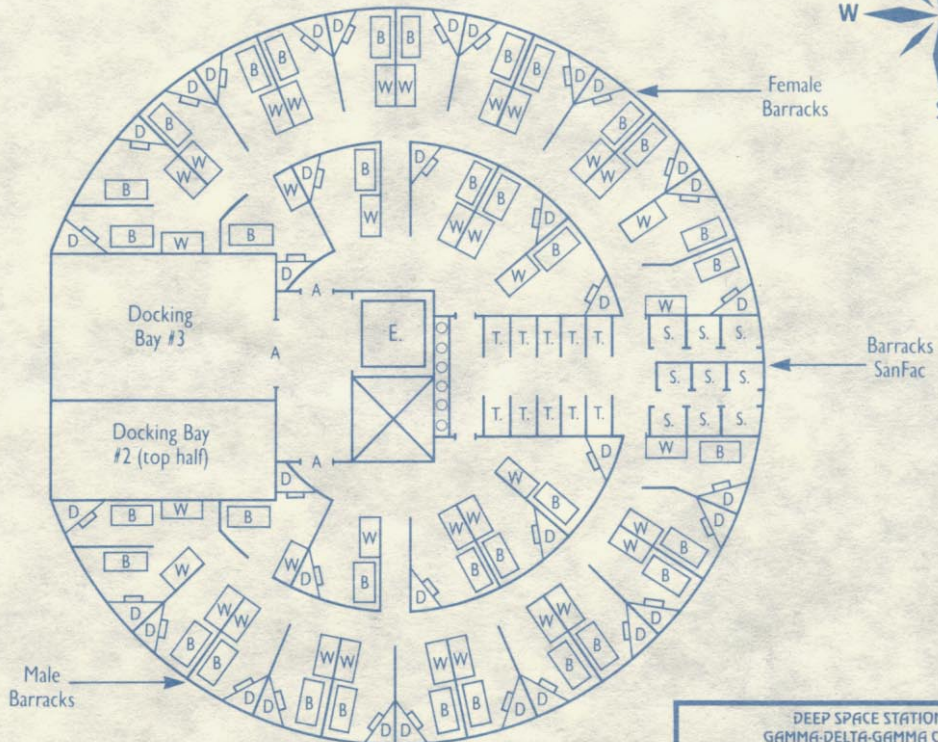 W
S
Female
Barracks
D D D D D D
B B B B B B
W W W W W W
D D D D
B B B
W W W W
D B B B W D
D B W D
B W B B D
W D B W
D B W B
D B W D
A
E.
T. T. T. T. T.
S. S. S.
Docking
Bay #3
A
S. S. S.
Barracks
SanFac
Docking Bay
#2 (top half)
T. T. T. T. T.
S. S. S.
A
D
W B
D B W B
D W B D
B W W D W B
W W B B D
D D B B
W W W W W W W W
B B B B B B B B
D D D D D D D D
Male
Barracks
DEEP SPACE STATION
GAMMA-DELTA-GAMMA